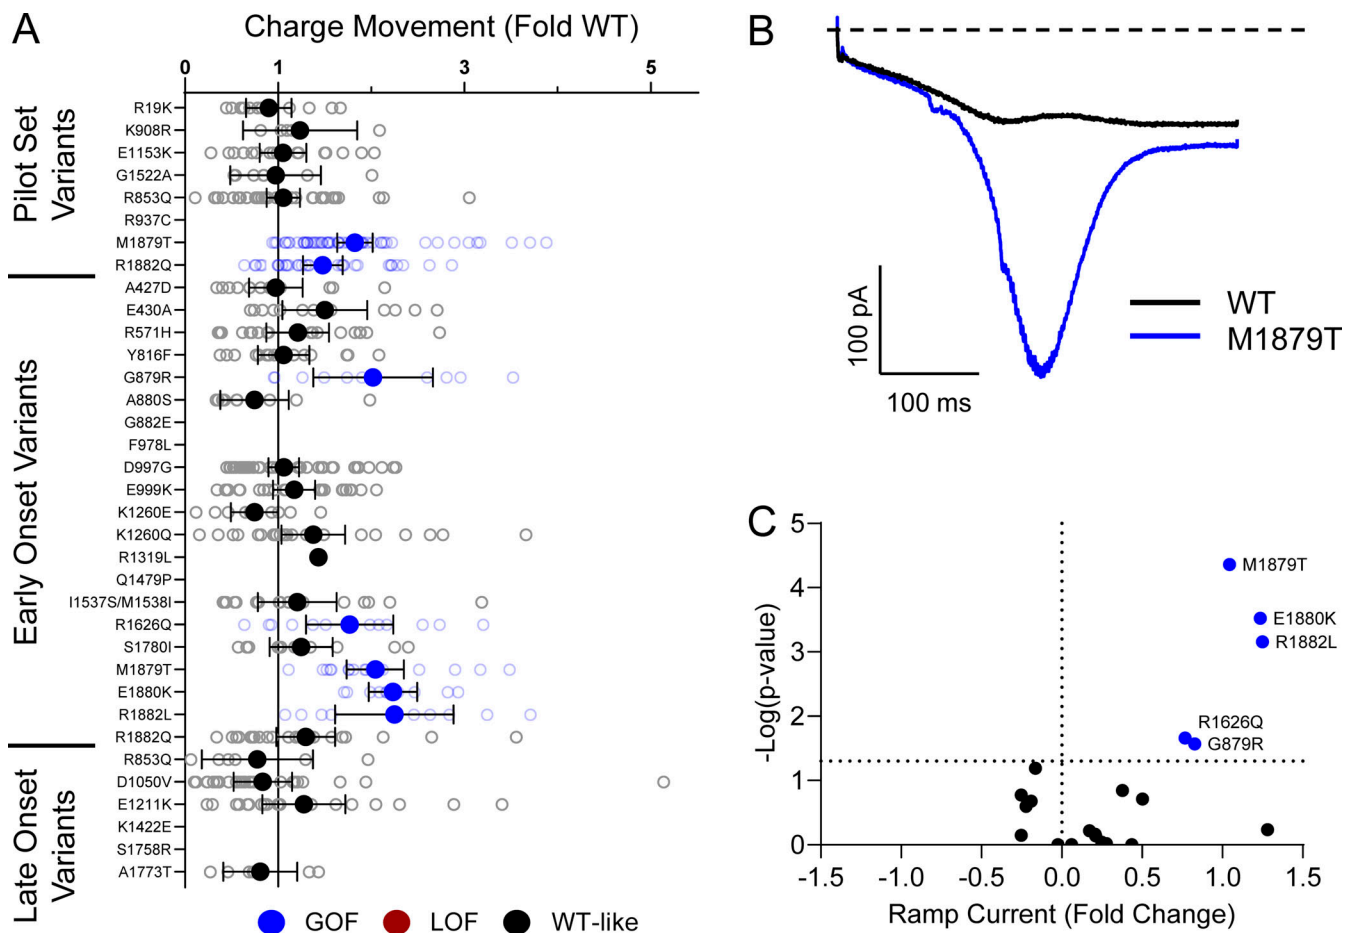 A
Charge Movement (Fold WT)
0 1 3 5
Pilot Set
Variants
R19K
K908R
E1153K
G1522A
R853Q
R937C
M1879T
R1882Q
Early Onset Variants
A427D
E430A
R571H
Y816F
G879R
A880S
G882E
F978L
D997G
E999K
K1260E
K1260Q
R1319L
Q1479P
I1537S/M1538I
R1626Q
S1780I
M1879T
E1880K
R1882L
R1882Q
Late Onset
Variants
R853Q
D1050V
E1211K
K1422E
S1758R
A1773T
GOF LOF WT-like
B
100 pA
100 ms
WT
M1879T
C
-Log(p-value)
5
4
3
2
1
0
M1879T
E1880K
R1882L
R1626Q
G879R
-1.5 -1.0 -0.5 0.0 0.5 1.0 1.5
Ramp Current (Fold Change)